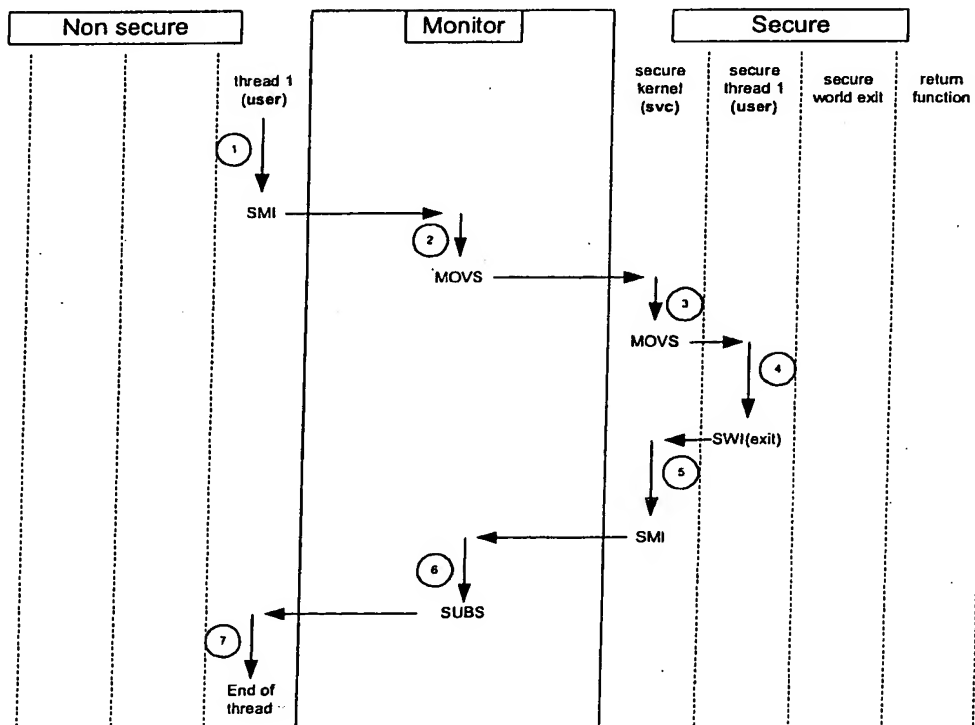 Non secure
Monitor
Secure
thread 1
(user)
secure
kernel
(svc)
secure
thread 1
(user)
secure
world exit
return
function
1
SMI
2
MOVS
3
MOVS
4
SWI(exit)
5
SMI
6
SUBS
7
End of
thread